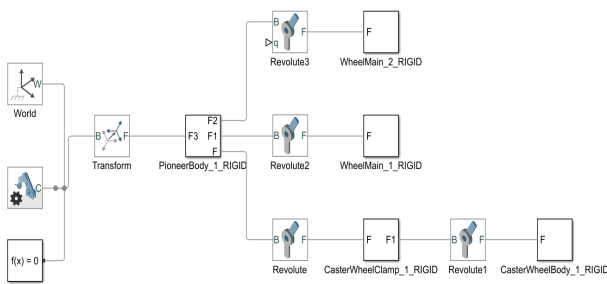 B F
q
Revolute3
F
WheelMain_2_RIGID
W
World
B F
Transform
F3 F2 F1 F
PioneerBody_1_RIGID
B F
Revolute2
F
WheelMain_1_RIGID
C
f(x) = 0
B F
Revolute
F F1
CasterWheelClamp_1_RIGID
B F
Revolute1
F
CasterWheelBody_1_RIGID